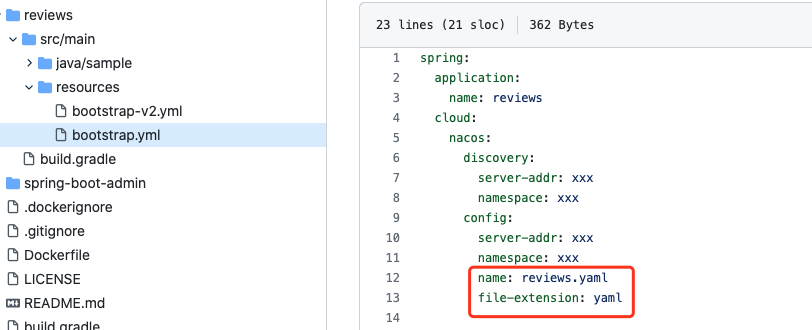 reviews
src/main
java/sample
resources
bootstrap-v2.yml
bootstrap.yml
build.gradle
spring-boot-admin
.dockerignore
.gitignore
Dockerfile
LICENSE
README.md
build.gradle
23 lines (21 sloc) 362 Bytes
1 spring:
2 application:
3 name: reviews
4 cloud:
5 nacos:
6 discovery:
7 server-addr: xxx
8 namespace: xxx
9 config:
10 server-addr: xxx
11 namespace: xxx
12 name: reviews.yaml
13 file-extension: yaml
14